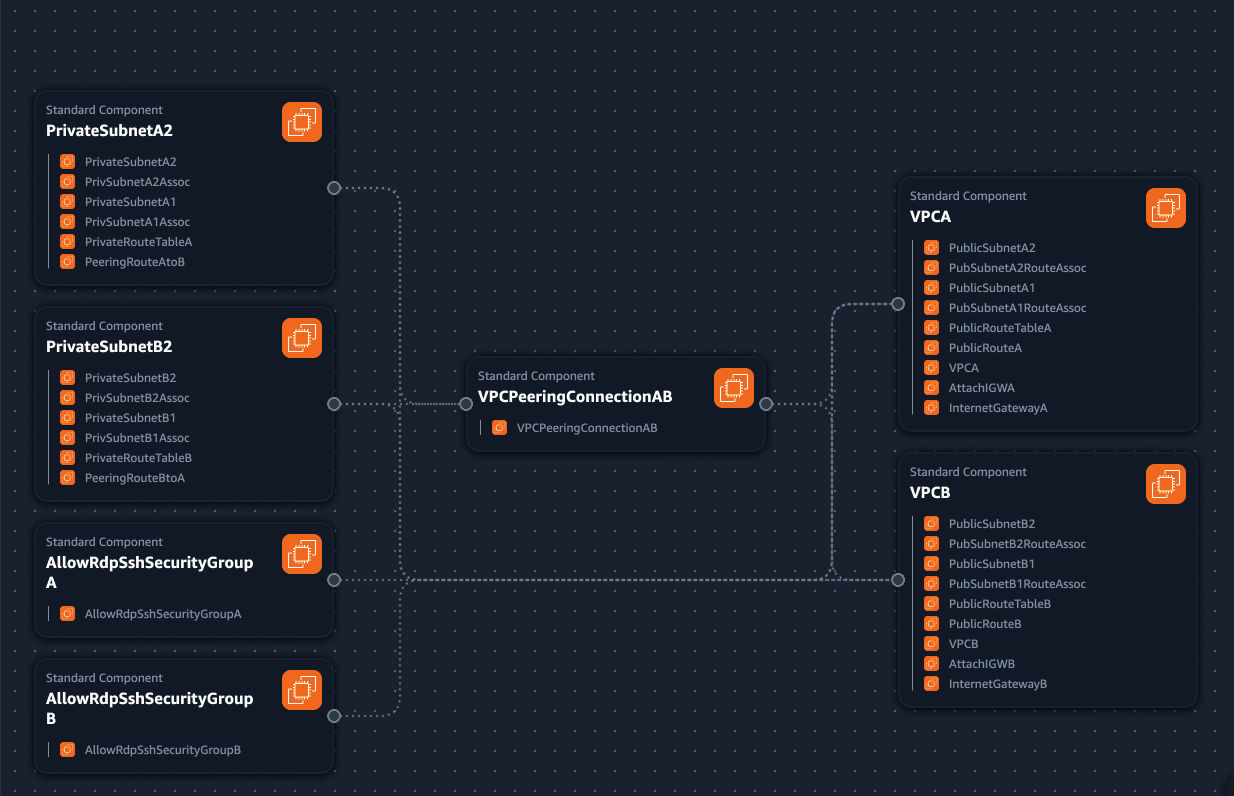 Standard Component
PrivateSubnetA2
PrivateSubnetA2
PrivSubnetA2Assoc
PrivateSubnetA1
PrivSubnetA1Assoc
PrivateRouteTableA
PeeringRouteAtoB
Standard Component
PrivateSubnetB2
PrivateSubnetB2
PrivSubnetB2Assoc
PrivateSubnetB1
PrivSubnetB1Assoc
PrivateRouteTableB
PeeringRouteBtoA
Standard Component
AllowRdpSshSecurityGroup
A
AllowRdpSshSecurityGroupA
Standard Component
AllowRdpSshSecurityGroup
B
AllowRdpSshSecurityGroupB
Standard Component
VPCPeeringConnectionAB
VPCPeeringConnectionAB
Standard Component
VPCA
PublicSubnetA2
PubSubnetA2RouteAssoc
PublicSubnetA1
PubSubnetA1RouteAssoc
PublicRouteTableA
PublicRouteA
VPCA
AttachIGWA
InternetGatewayA
Standard Component
VPCB
PublicSubnetB2
PubSubnetB2RouteAssoc
PublicSubnetB1
PubSubnetB1RouteAssoc
PublicRouteTableB
PublicRouteB
VPCB
AttachIGWB
InternetGatewayB